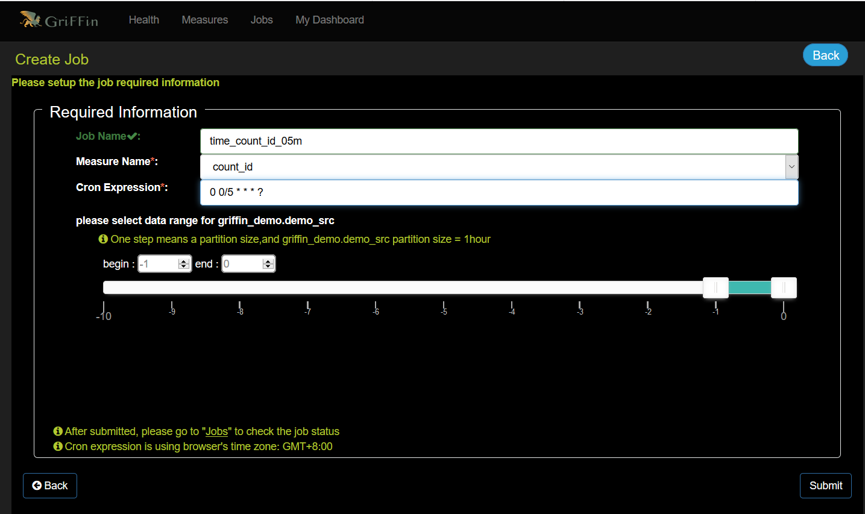 GriFFin Health Measures Jobs My Dashboard
Create Job Back
Please setup the job required information
Required Information
Job Name✔: time_count_id_05m
Measure Name*: count_id
Cron Expression*: 0 0/5 * * * ?
please select data range for griffin_demo.demo_src
One step means a partition size,and griffin_demo.demo_src partition size = 1hour
begin : -1 end : 0
-10 -9 -8 -7 -6 -5 -4 -3 -2 -1 0
After submitted, please go to "Jobs" to check the job status
Cron expression is using browser's time zone: GMT+8:00
Back Submit